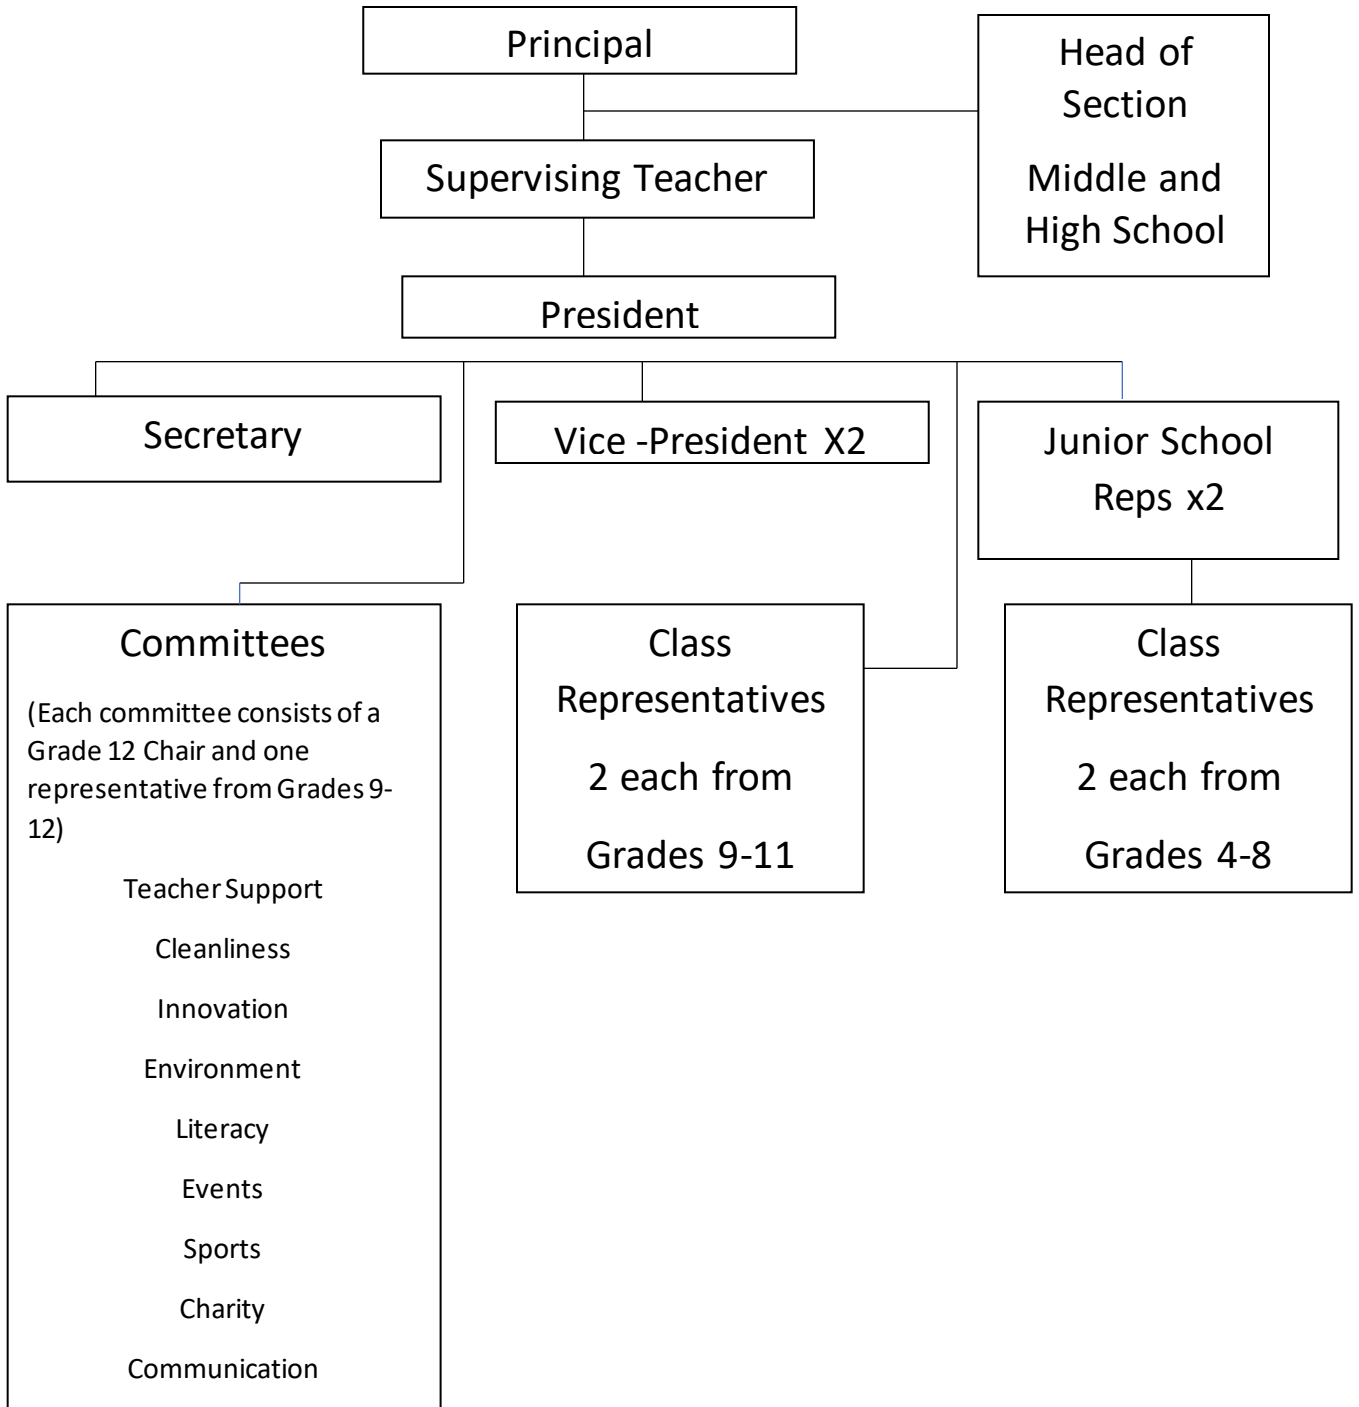 Principal
Head of
Section
Middle and
High School
Supervising Teacher
President
Secretary
Vice -President X2
Junior School
Reps x2
Committees
(Each committee consists of a
Grade 12 Chair and one
representative from Grades 9-
12)
Teacher Support
Cleanliness
Innovation
Environment
Literacy
Events
Sports
Charity
Communication
Class
Representatives
2 each from
Grades 9-11
Class
Representatives
2 each from
Grades 4-8